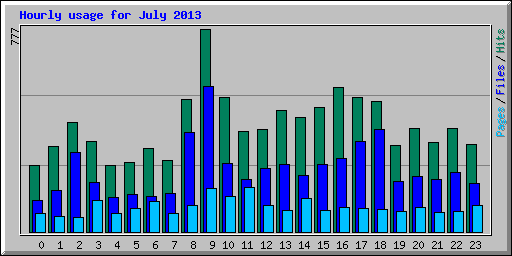 Hourly usage for July 2013
777
Pages/Files/Hits
0 1 2 3 4 5 6 7 8 9 10 11 12 13 14 15 16 17 18 19 20 21 22 23